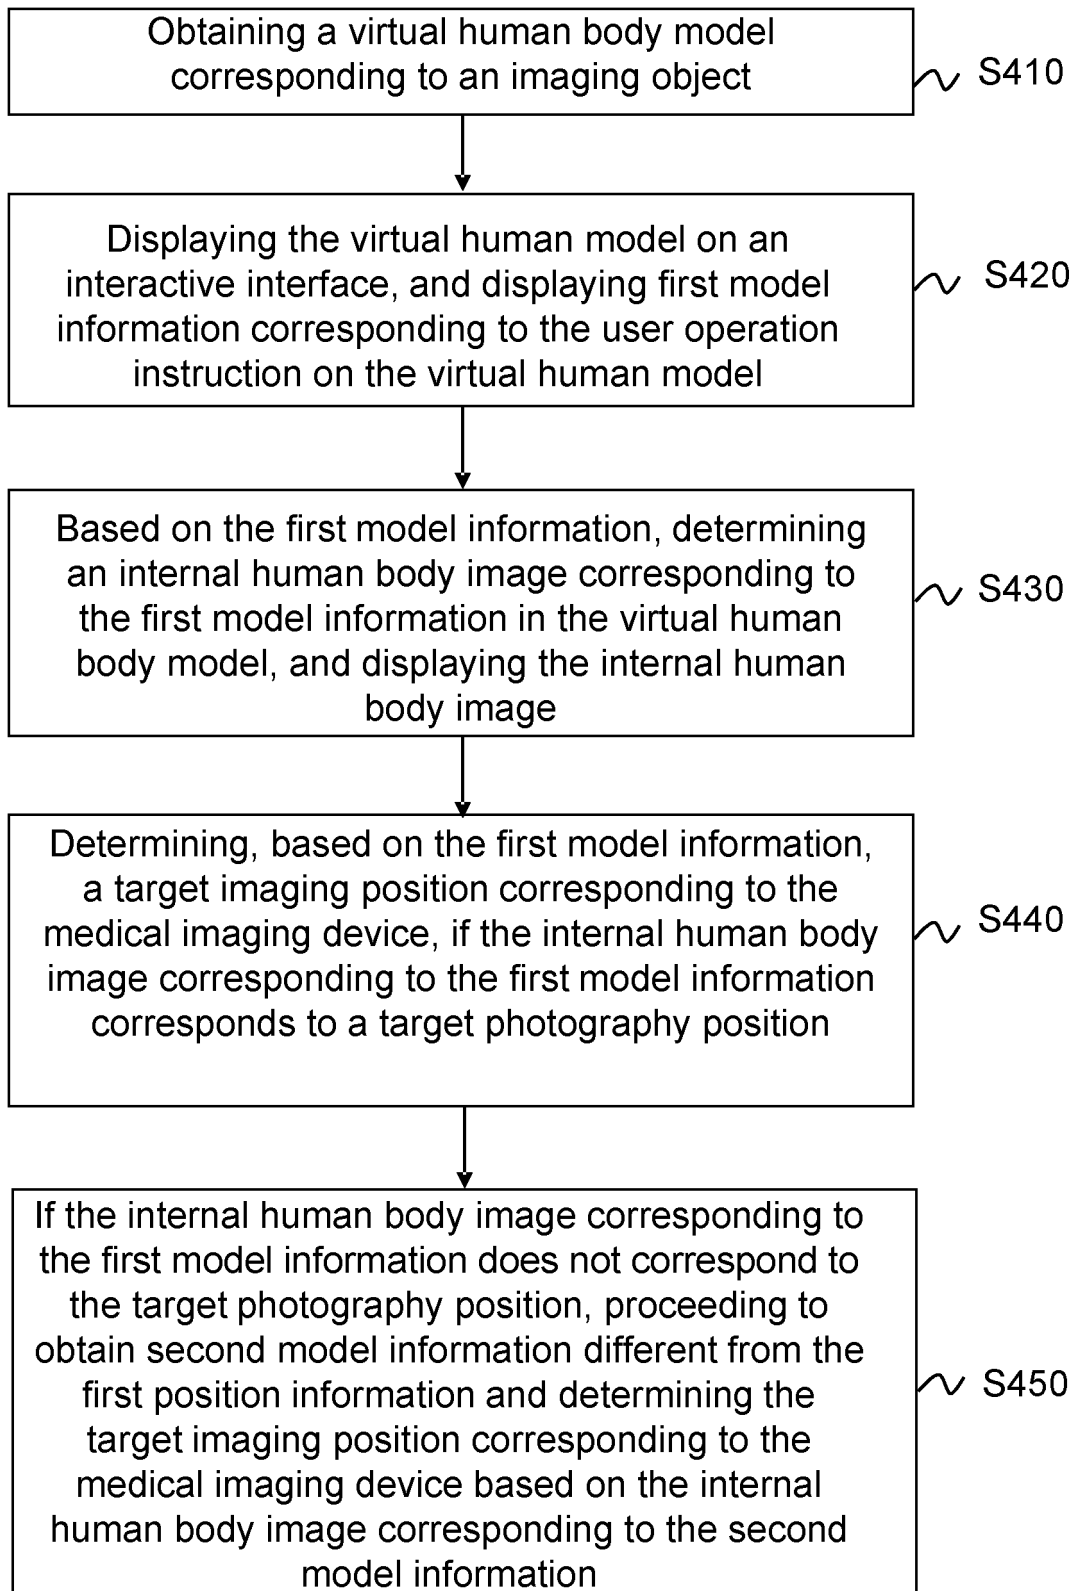 Obtaining a virtual human body model
corresponding to an imaging object
S410
Displaying the virtual human model on an
interactive interface, and displaying first model
information corresponding to the user operation
instruction on the virtual human model
S420
Based on the first model information, determining
an internal human body image corresponding to
the first model information in the virtual human
body model, and displaying the internal human
body image
S430
Determining, based on the first model information,
a target imaging position corresponding to the
medical imaging device, if the internal human body
image corresponding to the first model information
corresponds to a target photography position
S440
If the internal human body image corresponding to
the first model information does not correspond to
the target photography position, proceeding to
obtain second model information different from the
first position information and determining the
target imaging position corresponding to the
medical imaging device based on the internal
human body image corresponding to the second
model information
S450